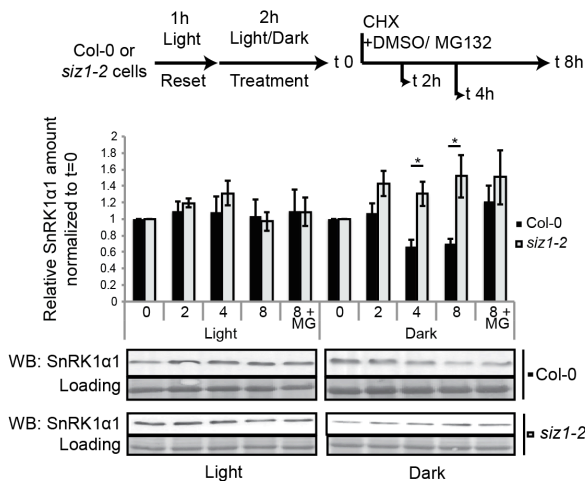 1h
Light
2h
Light/Dark
CHX
+DMSO/ MG132
Col-0 or
siz1-2 cells
Reset
Treatment
t 0
t 2h
t 4h
t 8h
Relative SnRK1α1 amount
normalized to t=0
2
1.8
1.6
1.4
1.2
1.0
0.8
0.6
0.4
0.2
0
* *
Col-0
siz1-2
0 2 4 8 8 + MG 0 2 4 8 8 + MG
Light Dark
WB: SnRK1α1
Loading
Col-0
WB: SnRK1α1
Loading
siz1-2
Light Dark